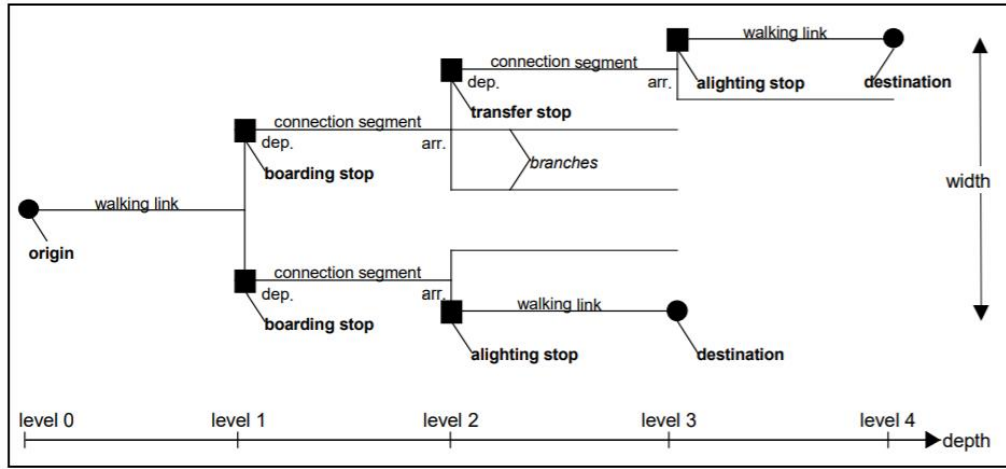 walking link
alighting stop
destination
connection segment
dep.
arr.
transfer stop
connection segment
dep.
arr.
boarding stop
branches
width
walking link
origin
connection segment
dep.
arr.
boarding stop
walking link
alighting stop
destination
level 0
level 1
level 2
level 3
level 4
depth